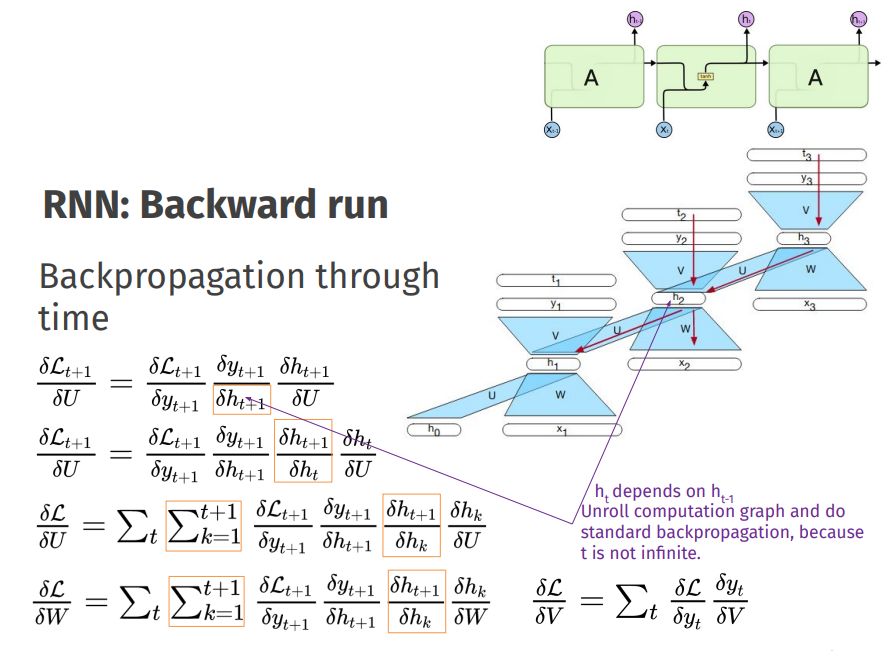 h_{t-1} h_t h_{t+1}
A tanh A
x_{t-1} x_t
RNN: Backward run
Backpropagation through
time
t_3
y_3
V
h_3
W
x_3
t_2
y_2
V
U
h_2
W
x_2
t_1
y_1
V
U
h_1
U
W
h_0
x_1
\frac{\delta \mathcal{L}_{t+1}}{\delta U} = \frac{\delta \mathcal{L}_{t+1}}{\delta y_{t+1}} \frac{\delta y_{t+1}}{\delta h_{t+1}} \frac{\delta h_{t+1}}{\delta U}
\frac{\delta \mathcal{L}_{t+1}}{\delta U} = \frac{\delta \mathcal{L}_{t+1}}{\delta y_{t+1}} \frac{\delta y_{t+1}}{\delta h_{t+1}} \frac{\delta h_{t+1}}{\delta h_t} \frac{\delta h_t}{\delta U}
\frac{\delta \mathcal{L}}{\delta U} = \sum_t \sum_{k=1}^{t+1} \frac{\delta \mathcal{L}_{t+1}}{\delta y_{t+1}} \frac{\delta y_{t+1}}{\delta h_{t+1}} \frac{\delta h_{t+1}}{\delta h_k} \frac{\delta h_k}{\delta U}
\frac{\delta \mathcal{L}}{\delta W} = \sum_t \sum_{k=1}^{t+1} \frac{\delta \mathcal{L}_{t+1}}{\delta y_{t+1}} \frac{\delta y_{t+1}}{\delta h_{t+1}} \frac{\delta h_{t+1}}{\delta h_k} \frac{\delta h_k}{\delta W}
h_t depends on h_{t-1}
Unroll computation graph and do
standard backpropagation, because
t is not infinite.
\frac{\delta \mathcal{L}}{\delta V} = \sum_t \frac{\delta \mathcal{L}}{\delta y_t} \frac{\delta y_t}{\delta V}